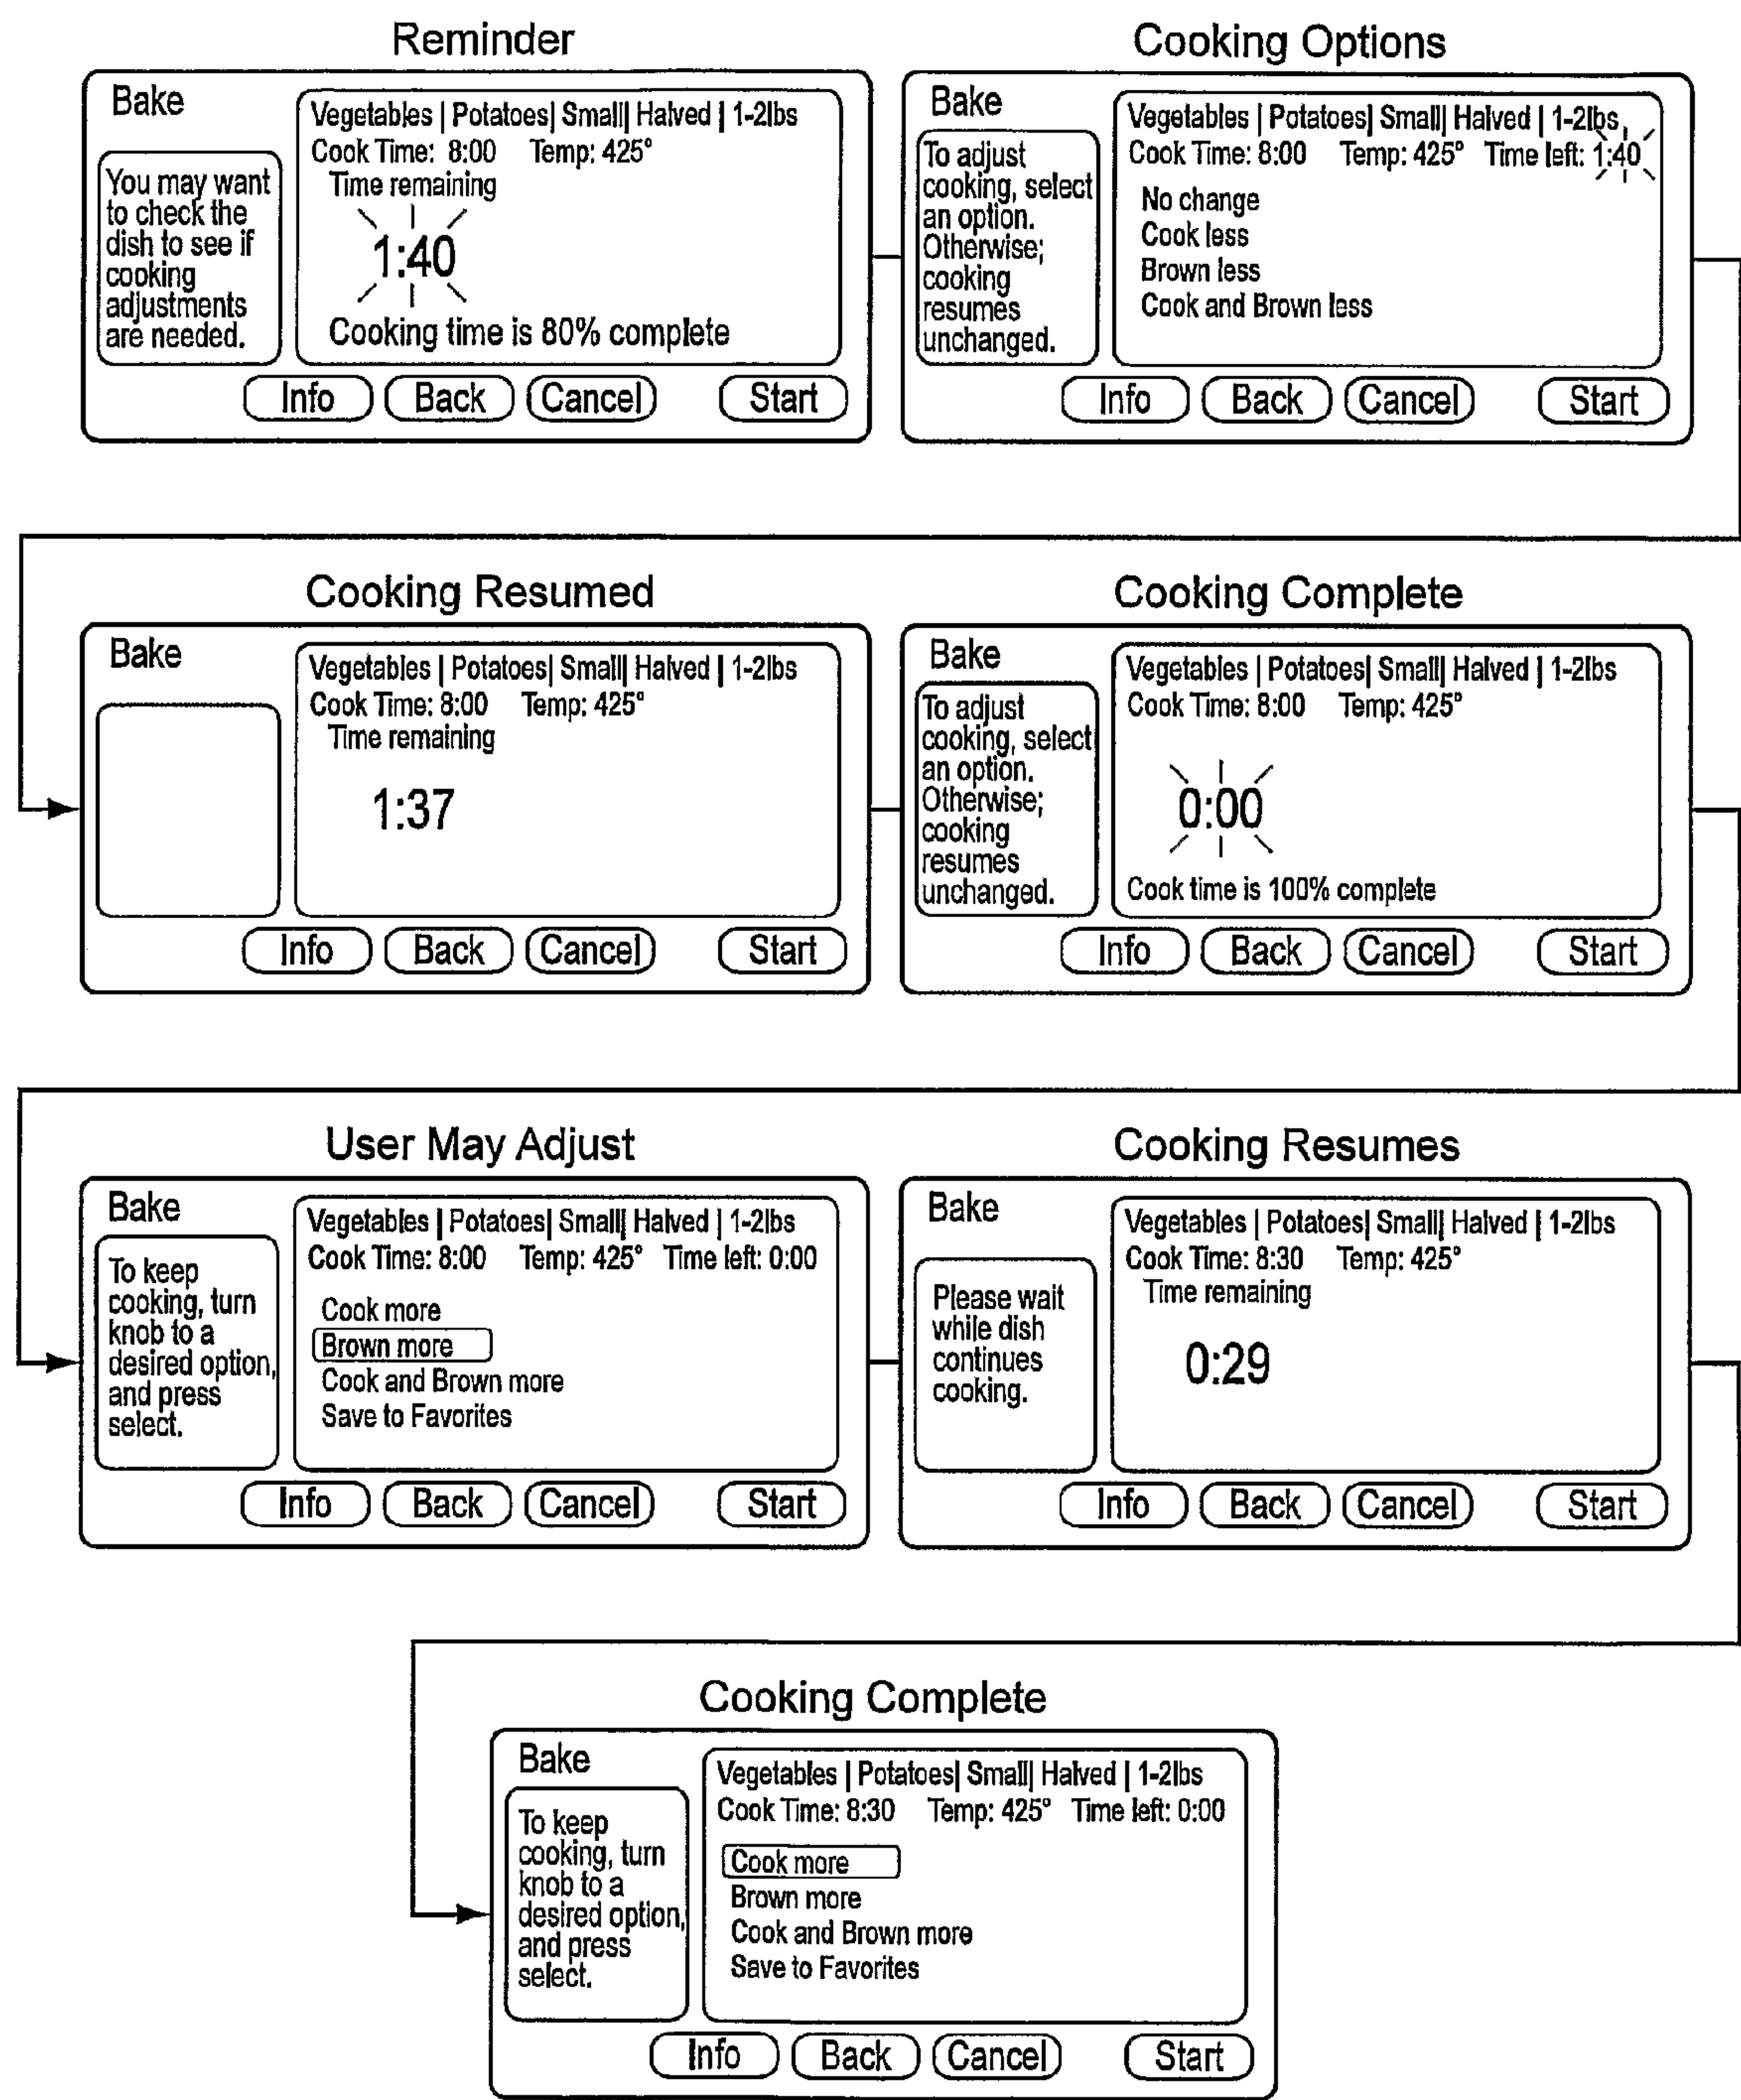 Reminder
Bake
You may want
to check the
dish to see if
cooking
adjustments
are needed.
Vegetables | Potatoes| Small| Halved | 1-2lbs
Cook Time: 8:00 Temp: 425°
Time remaining
1:40
Cooking time is 80% complete
Info Back Cancel Start
Cooking Options
Bake
To adjust
cooking, select
an option.
Otherwise;
cooking
resumes
unchanged.
Vegetables | Potatoes| Small| Halved | 1-2lbs
Cook Time: 8:00 Temp: 425° Time left: 1:40
No change
Cook less
Brown less
Cook and Brown less
Info Back Cancel Start
Cooking Resumed
Bake
Vegetables | Potatoes| Small| Halved | 1-2lbs
Cook Time: 8:00 Temp: 425°
Time remaining
1:37
Info Back Cancel Start
Cooking Complete
Bake
To adjust
cooking, select
an option.
Otherwise;
cooking
resumes
unchanged.
Vegetables | Potatoes| Small| Halved | 1-2lbs
Cook Time: 8:00 Temp: 425°
0:00
Cook time is 100% complete
Info Back Cancel Start
User May Adjust
Bake
To keep
cooking, turn
knob to a
desired option,
and press
select.
Vegetables | Potatoes| Small| Halved | 1-2lbs
Cook Time: 8:00 Temp: 425° Time left: 0:00
Cook more
Brown more
Cook and Brown more
Save to Favorites
Info Back Cancel Start
Cooking Resumes
Bake
Please wait
while dish
continues
cooking.
Vegetables | Potatoes| Small| Halved | 1-2lbs
Cook Time: 8:30 Temp: 425°
Time remaining
0:29
Info Back Cancel Start
Cooking Complete
Bake
To keep
cooking, turn
knob to a
desired option,
and press
select.
Vegetables | Potatoes| Small| Halved | 1-2lbs
Cook Time: 8:30 Temp: 425° Time left: 0:00
Cook more
Brown more
Cook and Brown more
Save to Favorites
Info Back Cancel Start